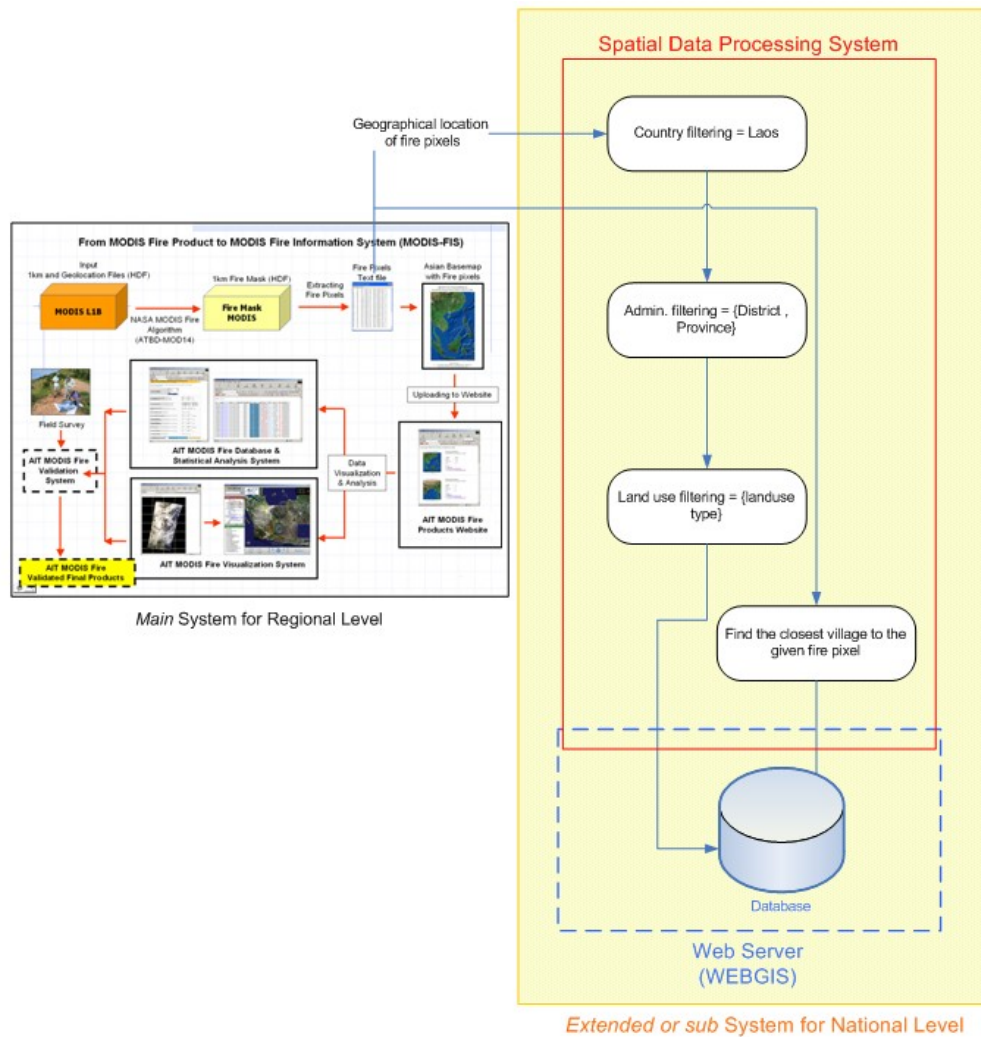 Spatial Data Processing System
Geographical location
of fire pixels
Country filtering = Laos
Admin. filtering = {District ,
Province}
Land use filtering = {landuse
type}
Find the closest village to the
given fire pixel
Database
Web Server
(WEBGIS)
Extended or sub System for National Level
From MODIS Fire Product to MODIS Fire Information System (MODIS-FIS)
Input
1km and Geolocation Files (HDF)
MODIS L1B
NASA MODIS Fire
Algorithm
(ATBD-MOD14)
1km Fire Mask (HDF)
Fire Mask
MODIS
Extracting
Fire Pixels
Fire Pixels
Text file
Asian Basemap
with Fire pixels
Uploading to Website
AIT MODIS Fire
Products Website
Data
Visualization
& Analysis
AIT MODIS Fire Database &
Statistical Analysis System
AIT MODIS Fire Visualization System
Field Survey
AIT MODIS Fire
Validation
System
AIT MODIS Fire
Validated Final Products
Main System for Regional Level